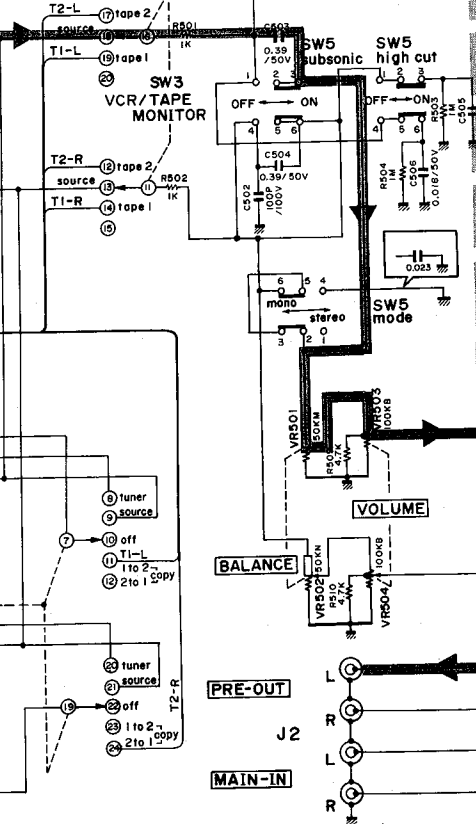 T2-L 17 tape 2
source 18 16 R501
1K
T1-L 19 tape 1
20
SW3
VCR/TAPE
MONITOR
C503
0.39
/50V
SW5
subsonic
SW5
high cut
1 2 3
OFF ON
4 5 6
1 2 3
OFF ON
4 5 6
R503
1M
C505
C504
0.39/50V
C502
100P
/100V
R504
1M
C506
0.018/50V
T2-R 12 tape 2
source 13 11 R502
1K
T1-R 14 tape 1
15
0.023
6 5 4
mono
stereo
3 2 1
SW5
mode
VR501
50KM
R509
4.7K
VR503
100KB
VOLUME
BALANCE
VR502
50KN
R510
4.7K
VR504
100KB
8 tuner
9 source
7 10 off
11 T1-L
12 1 to 2
2 to 1
copy
20 tuner
21 source
19 22 off
23 1 to 2
24 2 to 1
copy
T2-R
PRE-OUT
J2
MAIN-IN
L
R
L
R